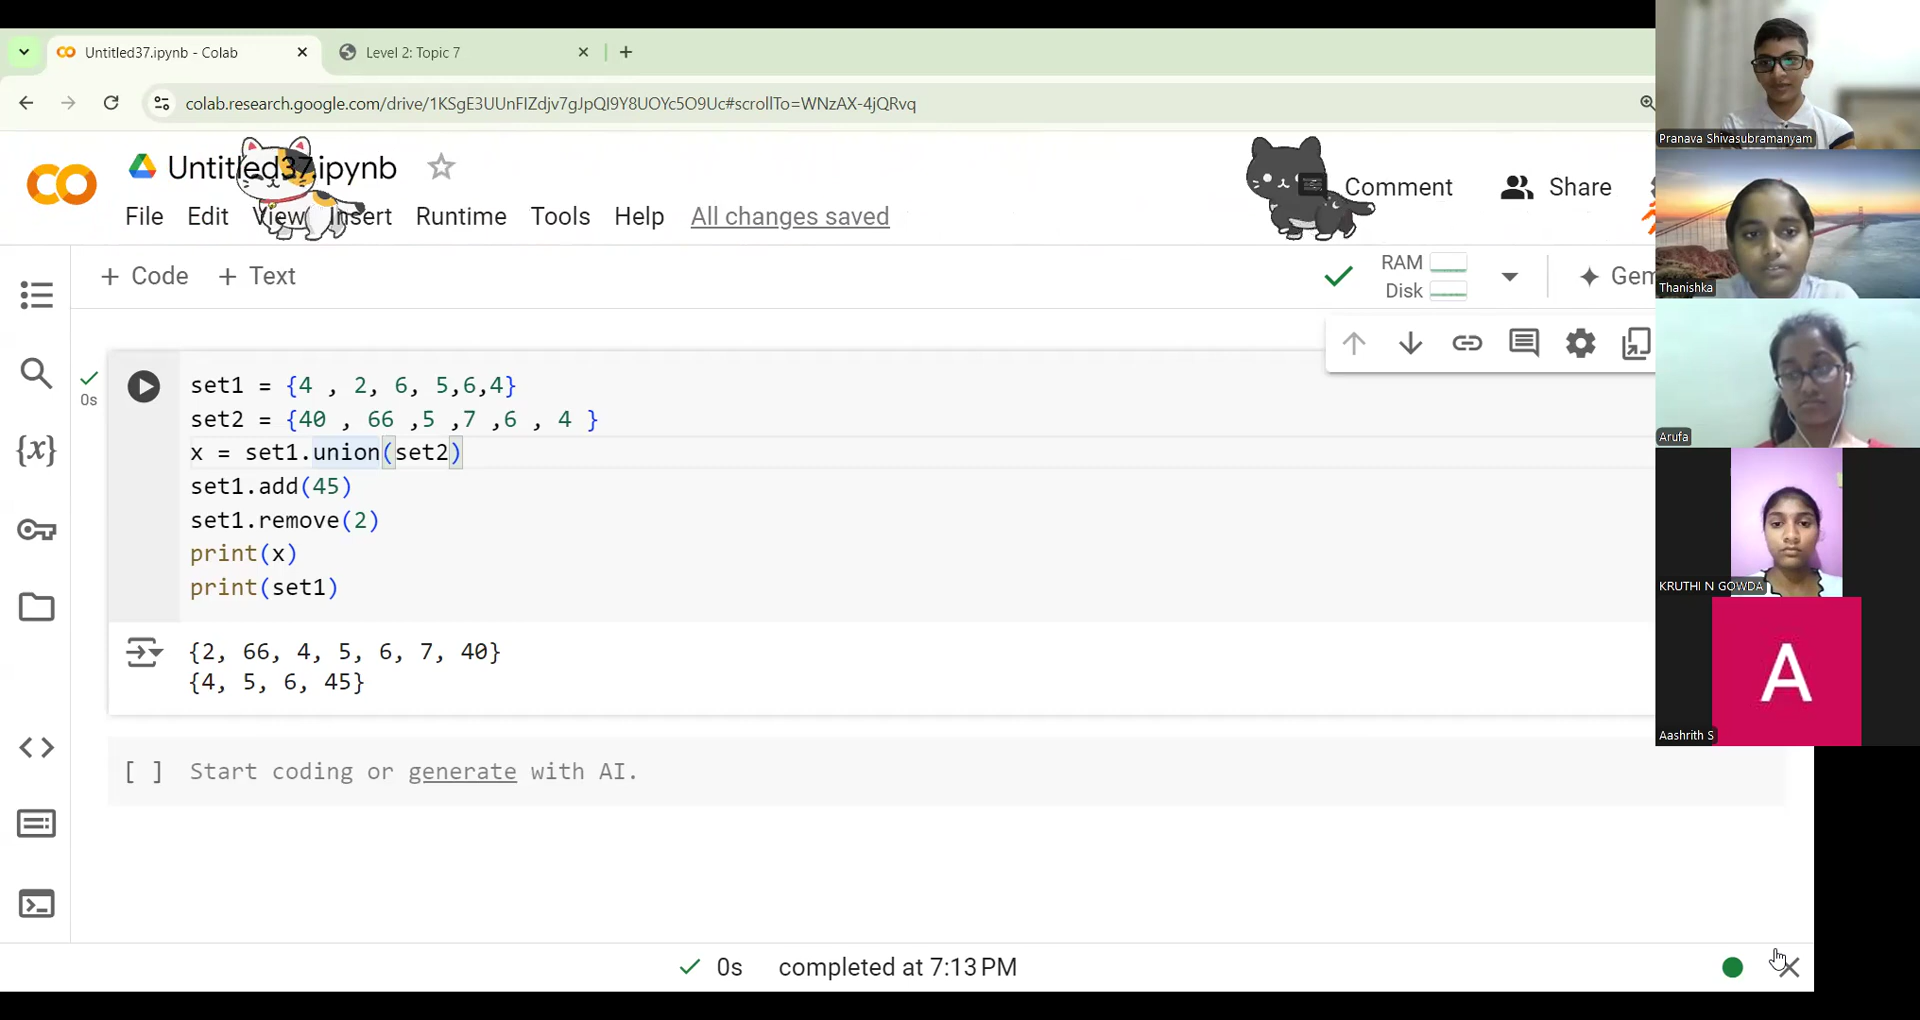 Untitled37.ipynb - Colab
Level 2: Topic 7
colab.research.google.com/drive/1KSgE3UUnFIZdjv7gJpQI9Y8UOYc5O9Uc#scrollTo=WNzAX-4jQRvq
Untitled37.ipynb
Comment
Share
File Edit View Insert Runtime Tools Help All changes saved
+ Code + Text
RAM
Disk
Gem
0s
set1 = {4 , 2, 6, 5,6,4}
set2 = {40 , 66 ,5 ,7 ,6 , 4 }
x = set1.union(set2)
set1.add(45)
set1.remove(2)
print(x)
print(set1)
{2, 66, 4, 5, 6, 7, 40}
{4, 5, 6, 45}
[ ] Start coding or generate with AI.
0s completed at 7:13 PM
Pranava Shivasubramanyam
Thanishka
Arufa
KRUTHI N GOWDA
A
Aashrith S